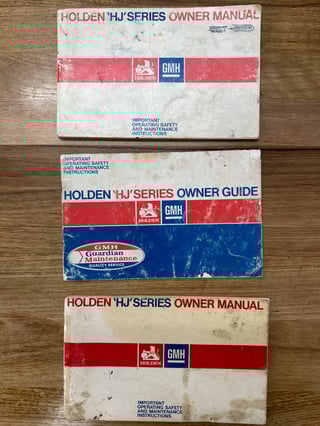 HOLDEN 'HJ' SERIES OWNER MANUAL
HOLDEN
GMH
IMPORTANT
OPERATING SAFETY
AND MAINTENANCE
INSTRUCTIONS
IMPORTANT
OPERATING SAFETY
AND MAINTENANCE
INSTRUCTIONS
HOLDEN 'HJ' SERIES OWNER GUIDE
HOLDEN
GMH
GMH
Guardian
Maintenance
QUALITY SERVICE
HOLDEN 'HJ' SERIES OWNER MANUAL
HOLDEN
GMH
IMPORTANT
OPERATING SAFETY
AND MAINTENANCE
INSTRUCTIONS